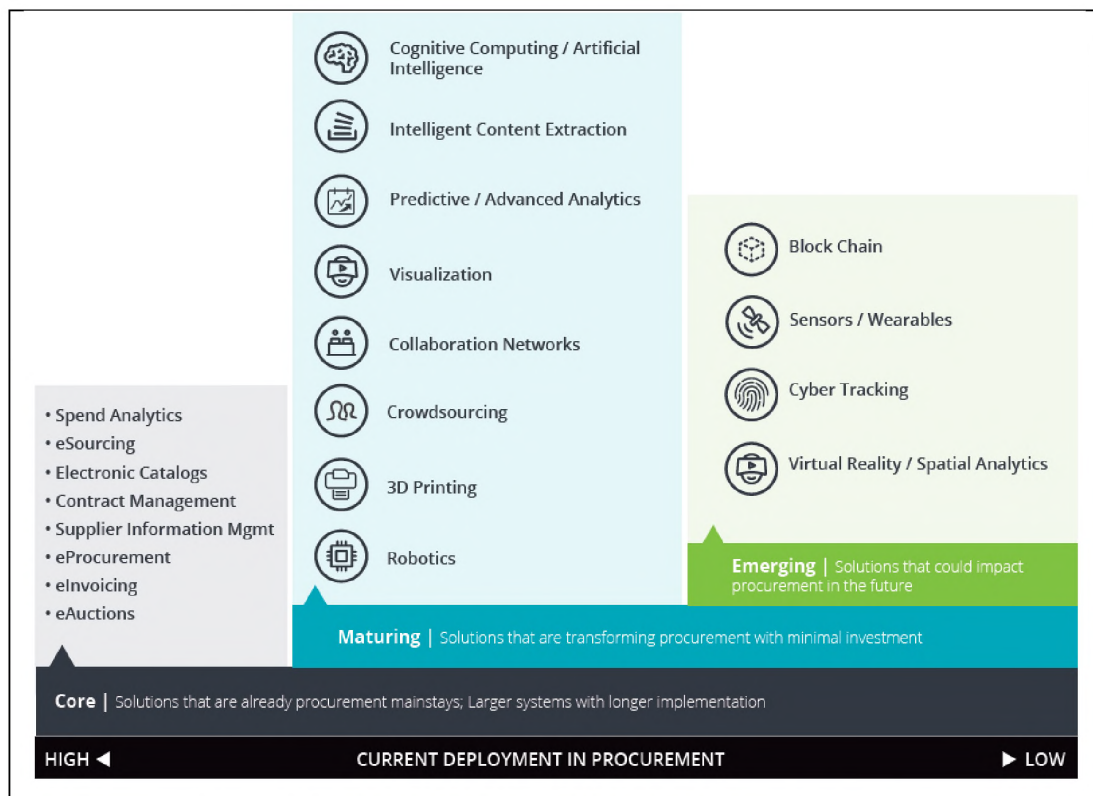 Cognitive Computing / Artificial
Intelligence
Intelligent Content Extraction
Predictive / Advanced Analytics
Visualization
Collaboration Networks
Crowdsourcing
3D Printing
Robotics
Block Chain
Sensors / Wearables
Cyber Tracking
Virtual Reality / Spatial Analytics
• Spend Analytics
• eSourcing
• Electronic Catalogs
• Contract Management
• Supplier Information Mgmt
• eProcurement
• eInvoicing
• eAuctions
Emerging | Solutions that could impact
procurement in the future
Maturing | Solutions that are transforming procurement with minimal investment
Core | Solutions that are already procurement mainstays; Larger systems with longer implementation
HIGH ◀ CURRENT DEPLOYMENT IN PROCUREMENT ▶ LOW